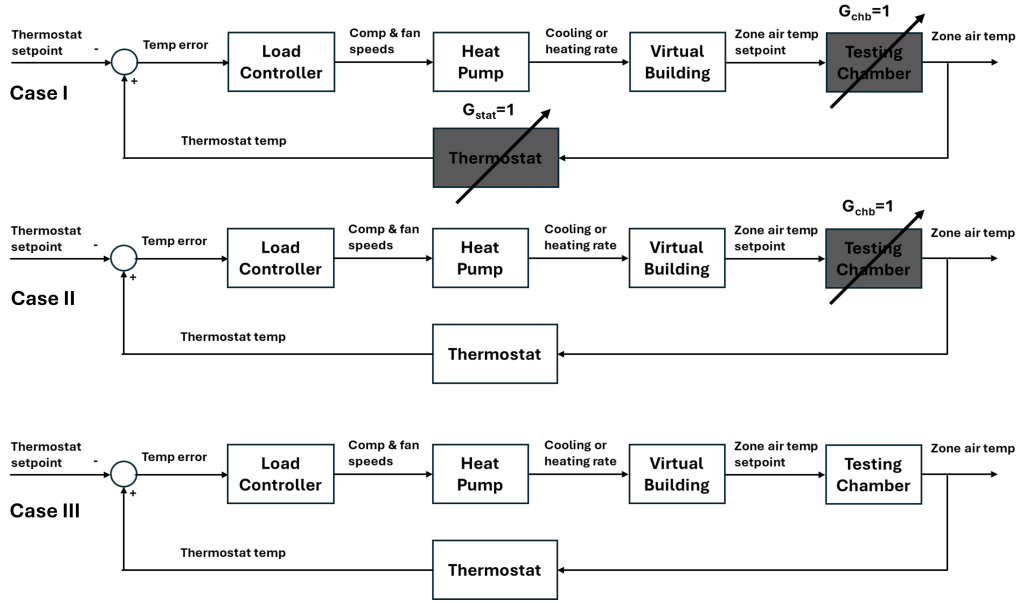 Thermostat
setpoint
-
Temp error
+
Load
Controller
Comp & fan
speeds
Heat
Pump
Cooling or
heating rate
Virtual
Building
Zone air temp
setpoint
Gchb=1
Testing
Chamber
Zone air temp
Case I
Thermostat temp
Gstat=1
Thermostat
Thermostat
setpoint
-
Temp error
+
Load
Controller
Comp & fan
speeds
Heat
Pump
Cooling or
heating rate
Virtual
Building
Zone air temp
setpoint
Gchb=1
Testing
Chamber
Zone air temp
Case II
Thermostat temp
Thermostat
Thermostat
setpoint
-
Temp error
+
Load
Controller
Comp & fan
speeds
Heat
Pump
Cooling or
heating rate
Virtual
Building
Zone air temp
setpoint
Testing
Chamber
Zone air temp
Case III
Thermostat temp
Thermostat